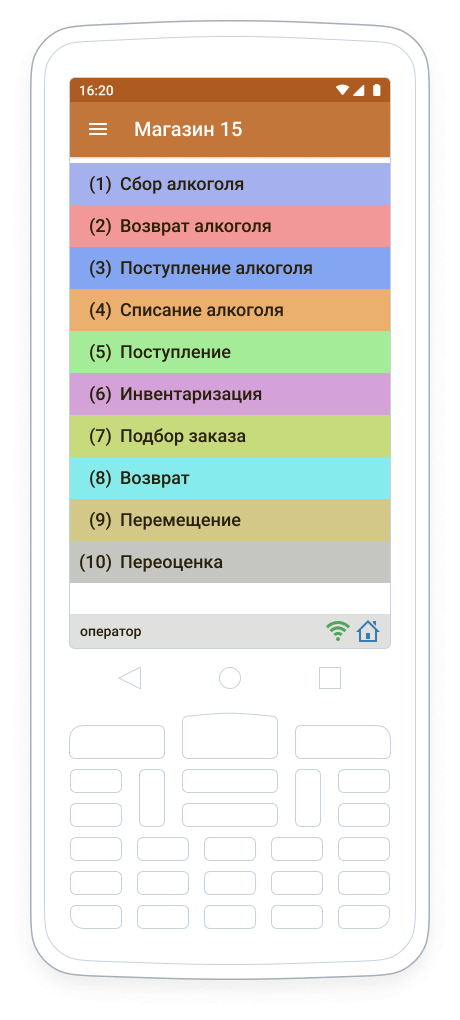 16:20
Магазин 15
(1) Сбор алкоголя
(2) Возврат алкоголя
(3) Поступление алкоголя
(4) Списание алкоголя
(5) Поступление
(6) Инвентаризация
(7) Подбор заказа
(8) Возврат
(9) Перемещение
(10) Переоценка
оператор